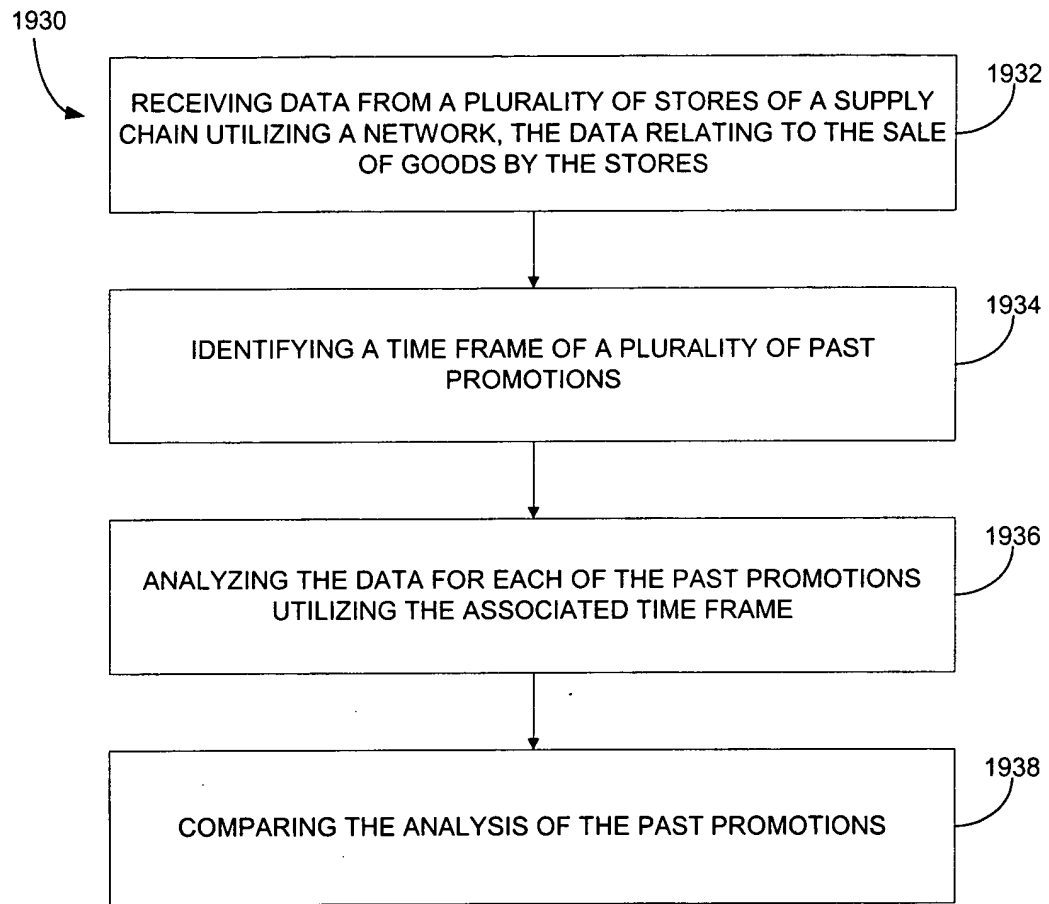 1930
1932
RECEIVING DATA FROM A PLURALITY OF STORES OF A SUPPLY
CHAIN UTILIZING A NETWORK, THE DATA RELATING TO THE SALE
OF GOODS BY THE STORES
1934
IDENTIFYING A TIME FRAME OF A PLURALITY OF PAST
PROMOTIONS
1936
ANALYZING THE DATA FOR EACH OF THE PAST PROMOTIONS
UTILIZING THE ASSOCIATED TIME FRAME
1938
COMPARING THE ANALYSIS OF THE PAST PROMOTIONS